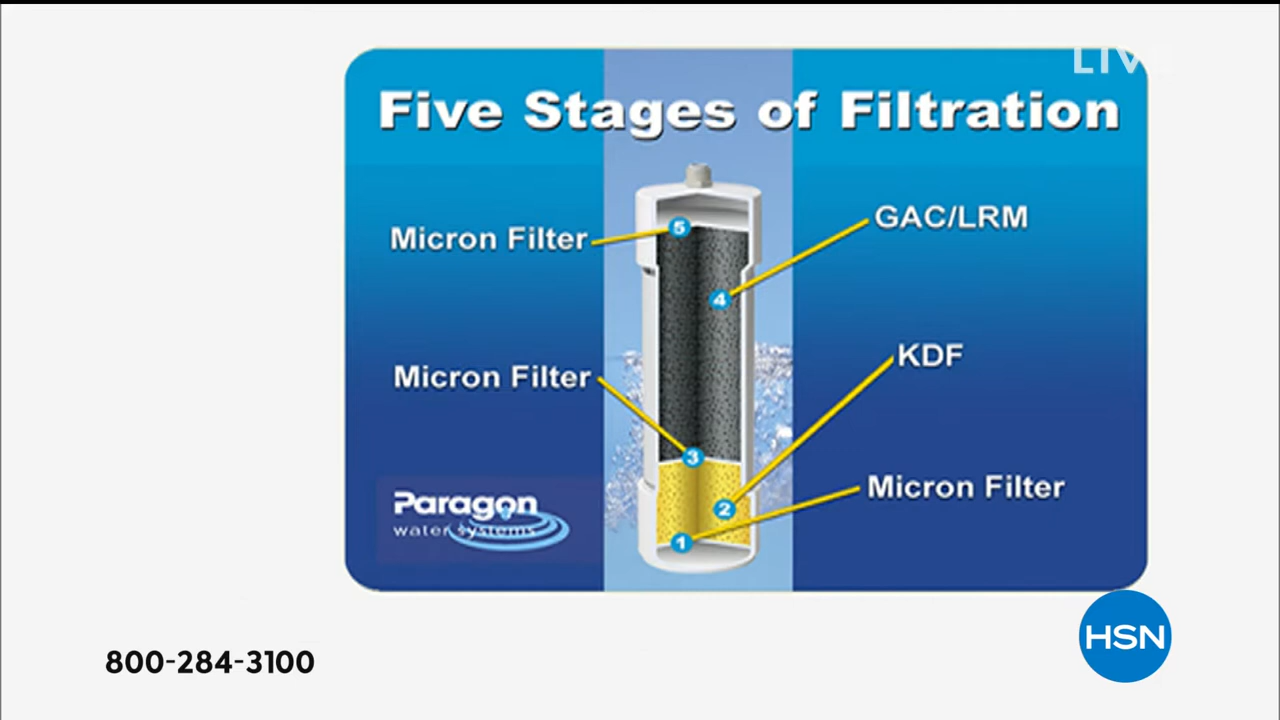 LIVE
Five Stages of Filtration
Micron Filter
5
GAC/LRM
4
KDF
Micron Filter
3
Micron Filter
2
1
Paragon
water systems
HSN
800-284-3100